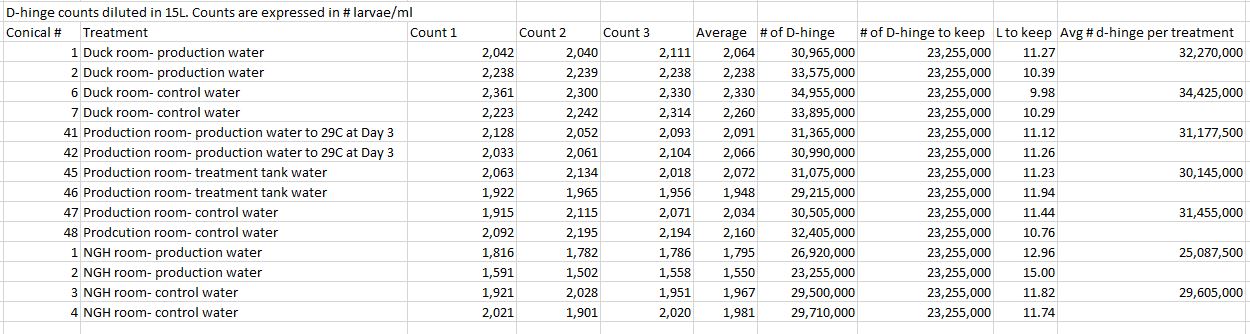 D-hinge counts diluted in 15L. Counts are expressed in # larvae/ml
Conical # Treatment Count 1 Count 2 Count 3 Average # of D-hinge # of D-hinge to keep L to keep Avg # d-hinge per treatment
1 Duck room- production water 2,042 2,040 2,111 2,064 30,965,000 23,255,000 11.27 32,270,000
2 Duck room- production water 2,238 2,239 2,238 2,238 33,575,000 23,255,000 10.39
6 Duck room- control water 2,361 2,300 2,330 2,330 34,955,000 23,255,000 9.98 34,425,000
7 Duck room- control water 2,223 2,242 2,314 2,260 33,895,000 23,255,000 10.29
41 Production room- production water to 29C at Day 3 2,128 2,052 2,093 2,091 31,365,000 23,255,000 11.12 31,177,500
42 Production room- production water to 29C at Day 3 2,033 2,061 2,104 2,066 30,990,000 23,255,000 11.26
45 Production room- treatment tank water 2,063 2,134 2,018 2,072 31,075,000 23,255,000 11.23 30,145,000
46 Production room- treatment tank water 1,922 1,965 1,956 1,948 29,215,000 23,255,000 11.94
47 Production room- control water 1,915 2,115 2,071 2,034 30,505,000 23,255,000 11.44 31,455,000
48 Prodcution room- control water 2,092 2,195 2,194 2,160 32,405,000 23,255,000 10.76
1 NGH room- production water 1,816 1,782 1,786 1,795 26,920,000 23,255,000 12.96 25,087,500
2 NGH room- production water 1,591 1,502 1,558 1,550 23,255,000 23,255,000 15.00
3 NGH room- control water 1,921 2,028 1,951 1,967 29,500,000 23,255,000 11.82 29,605,000
4 NGH room- control water 2,021 1,901 2,020 1,981 29,710,000 23,255,000 11.74